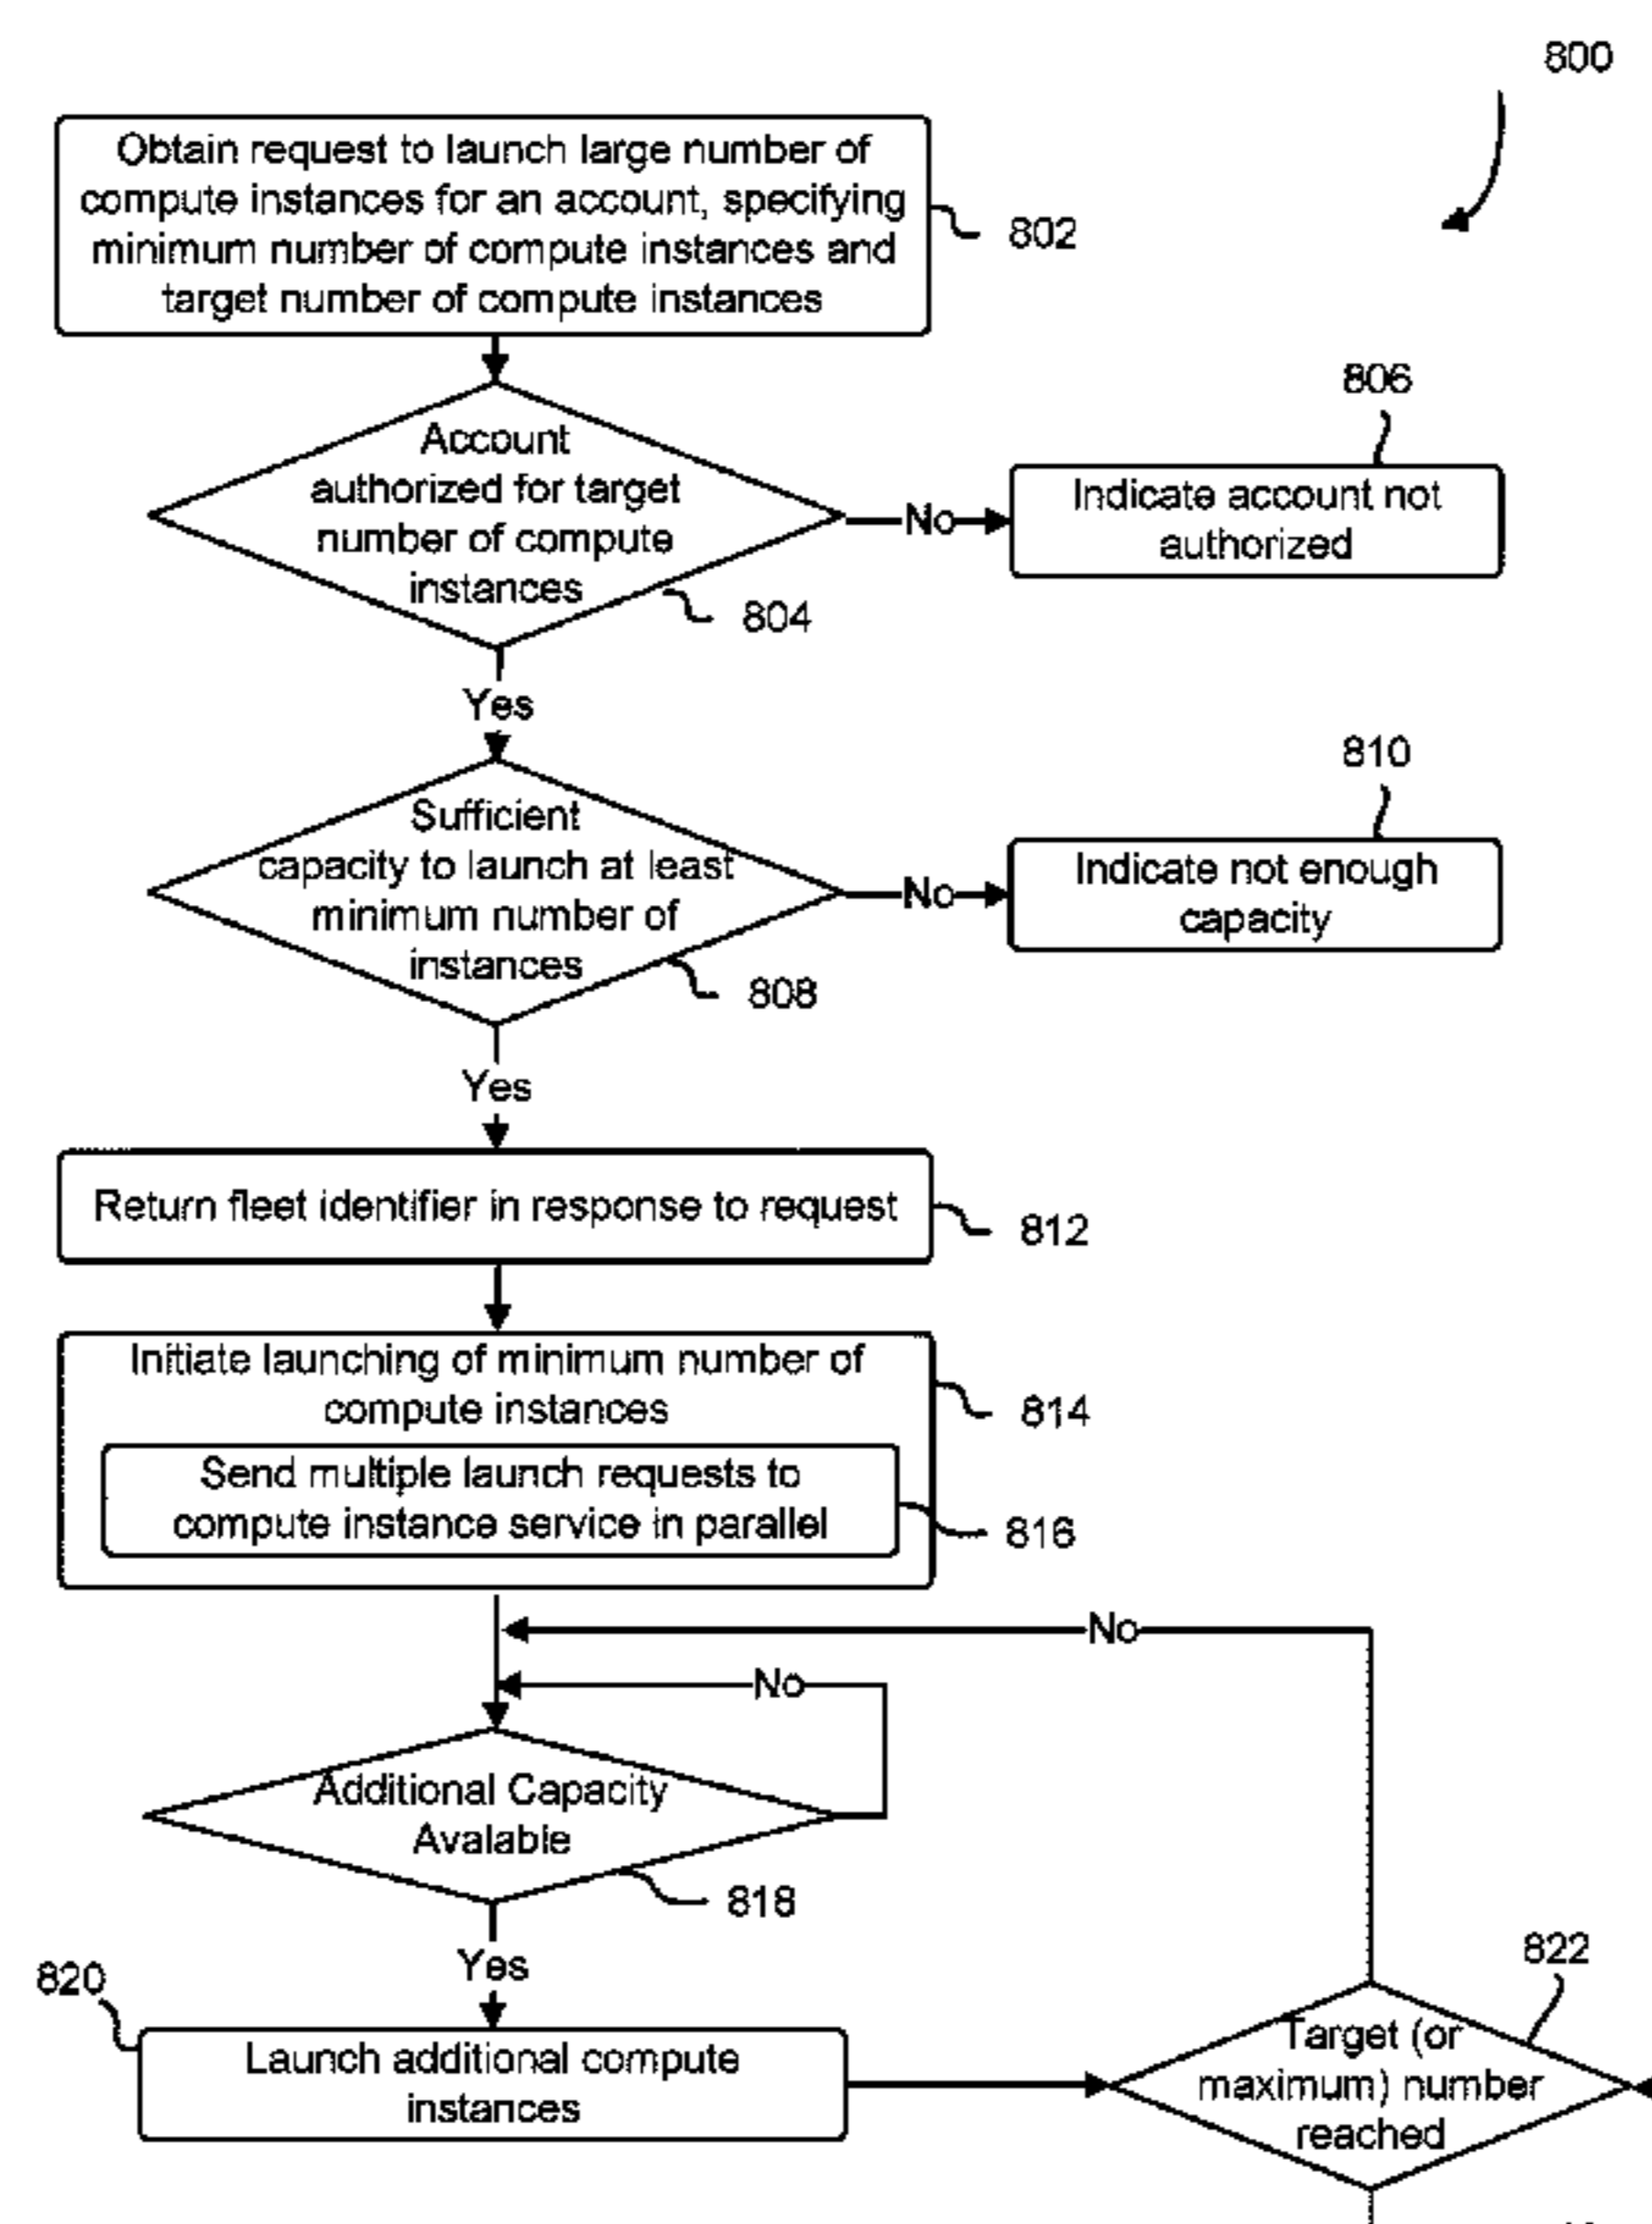 800
Obtain request to launch large number of
compute instances for an account, specifying
minimum number of compute instances and
target number of compute instances
802
Account
authorized for target
number of compute
instances
804
No
806
Indicate account not
authorized
Yes
Sufficient
capacity to launch at least
minimum number of
instances
808
No
810
Indicate not enough
capacity
Yes
Return fleet identifier in response to request
812
Initiate launching of minimum number of
compute instances
814
Send multiple launch requests to
compute instance service in parallel
816
No
No
Additional Capacity
Avalable
818
Yes
820
Launch additional compute
instances
822
Target (or
maximum) number
reached